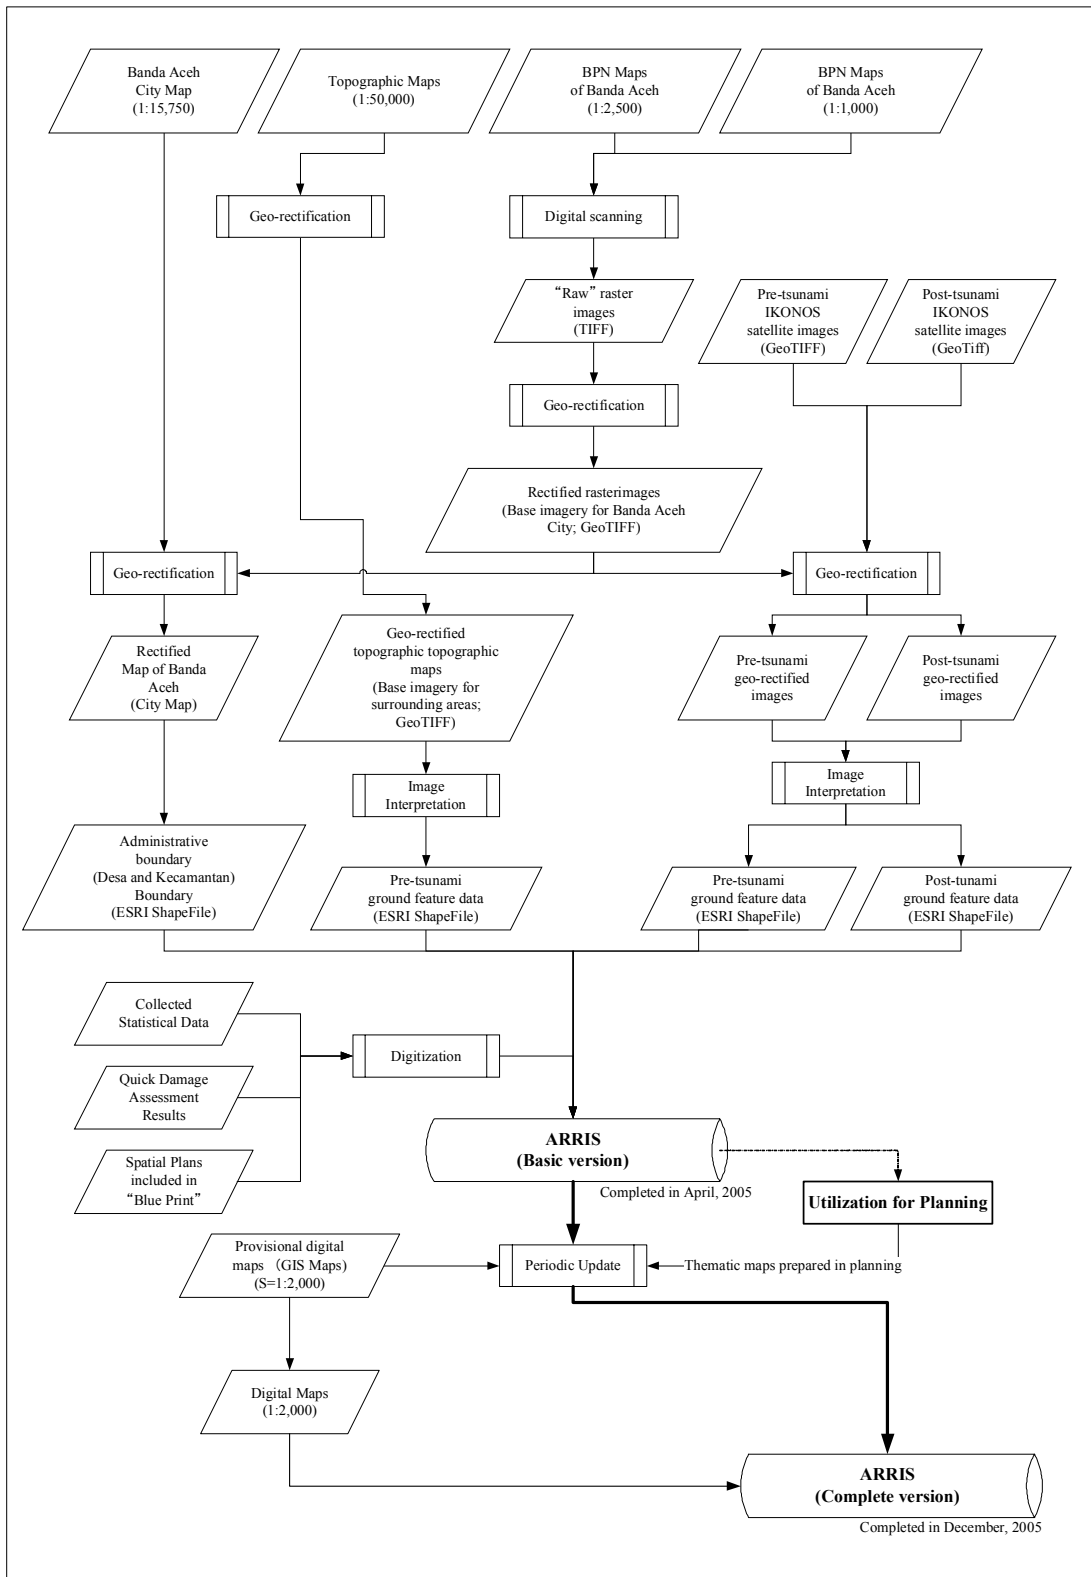 Banda Aceh
City Map
(1:15,750)
Topographic Maps
(1:50,000)
BPN Maps
of Banda Aceh
(1:2,500)
BPN Maps
of Banda Aceh
(1:1,000)
Geo-rectification
Digital scanning
“Raw” raster
images
(TIFF)
Pre-tsunami
IKONOS
satellite images
(GeoTIFF)
Post-tsunami
IKONOS
satellite images
(GeoTiff)
Geo-rectification
Rectified rasterimages
(Base imagery for Banda Aceh
City; GeoTIFF)
Geo-rectification
Geo-rectification
Rectified
Map of Banda
Aceh
(City Map)
Geo-rectified
topographic topographic
maps
(Base imagery for
surrounding areas;
GeoTIFF)
Pre-tsunami
geo-rectified
images
Post-tsunami
geo-rectified
images
Image
Interpretation
Image
Interpretation
Administrative
boundary
(Desa and Kecamantan)
Boundary
(ESRI ShapeFile)
Pre-tsunami
ground feature data
(ESRI ShapeFile)
Pre-tsunami
ground feature data
(ESRI ShapeFile)
Post-tunami
ground feature data
(ESRI ShapeFile)
Collected
Statistical Data
Digitization
Quick Damage
Assessment
Results
Spatial Plans
included in
“Blue Print”
ARRIS
(Basic version)
Completed in April, 2005
Utilization for Planning
Provisional digital
maps （GIS Maps)
(S=1:2,000)
Periodic Update
Thematic maps prepared in planning
Digital Maps
(1:2,000)
ARRIS
(Complete version)
Completed in December, 2005